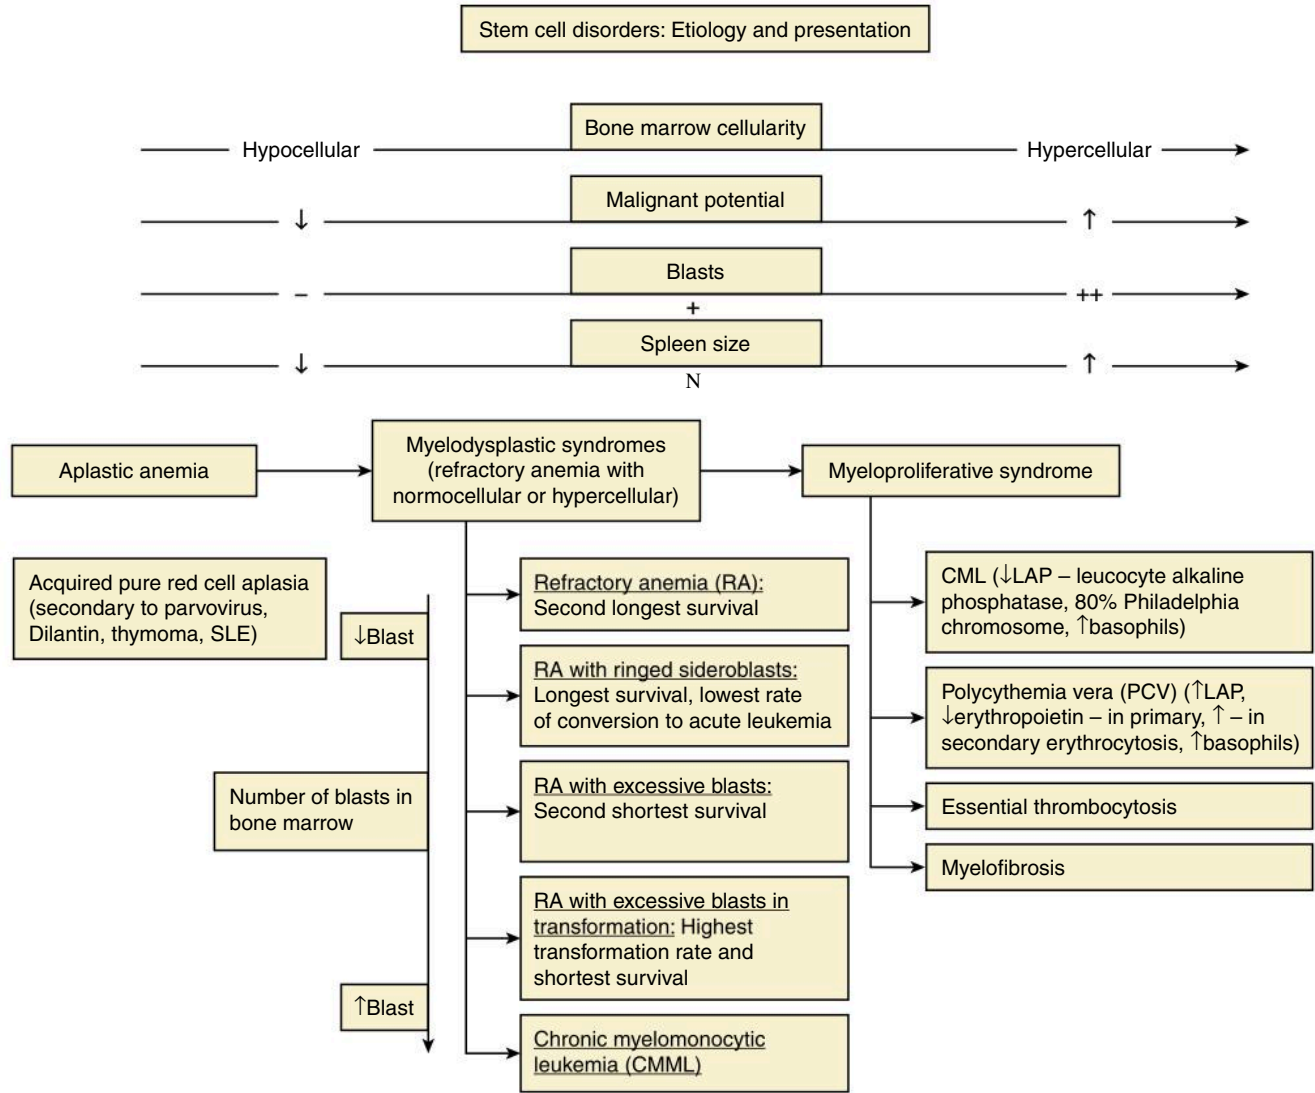 Stem cell disorders: Etiology and presentation
Bone marrow cellularity
Hypocellular
Hypercellular
Malignant potential
↓
↑
Blasts
–
+
++
Spleen size
↓
N
↑
Aplastic anemia
Myelodysplastic syndromes
(refractory anemia with
normocellular or hypercellular)
Myeloproliferative syndrome
Acquired pure red cell aplasia
(secondary to parvovirus,
Dilantin, thymoma, SLE)
↓Blast
Number of blasts in
bone marrow
↑Blast
Refractory anemia (RA):
Second longest survival
RA with ringed sideroblasts:
Longest survival, lowest rate
of conversion to acute leukemia
RA with excessive blasts:
Second shortest survival
RA with excessive blasts in
transformation: Highest
transformation rate and
shortest survival
Chronic myelomonocytic
leukemia (CMML)
CML (↓LAP – leucocyte alkaline
phosphatase, 80% Philadelphia
chromosome, ↑basophils)
Polycythemia vera (PCV) (↑LAP,
↓erythropoietin – in primary, ↑ – in
secondary erythrocytosis, ↑basophils)
Essential thrombocytosis
Myelofibrosis